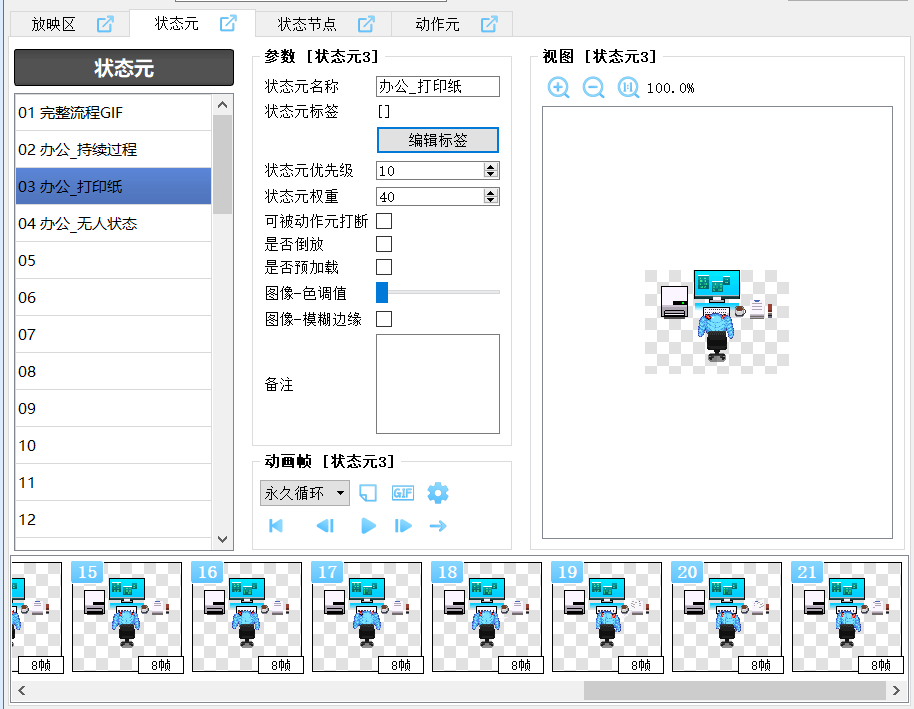 放映区 状态元 状态节点 动作元
状态元
01 完整流程GIF
02 办公_持续过程
03 办公_打印纸
04 办公_无人状态
05
06
07
08
09
10
11
12
参数 [状态元3]
状态元名称 办公_打印纸
状态元标签 []
编辑标签
状态元优先级 10
状态元权重 40
可被动作元打断
是否倒放
是否预加载
图像-色调值
图像-模糊边缘
备注
动画帧 [状态元3]
永久循环 GIF
视图 [状态元3]
100.0%
15 16 17 18 19 20 21
8帧 8帧 8帧 8帧 8帧 8帧 8帧 8帧